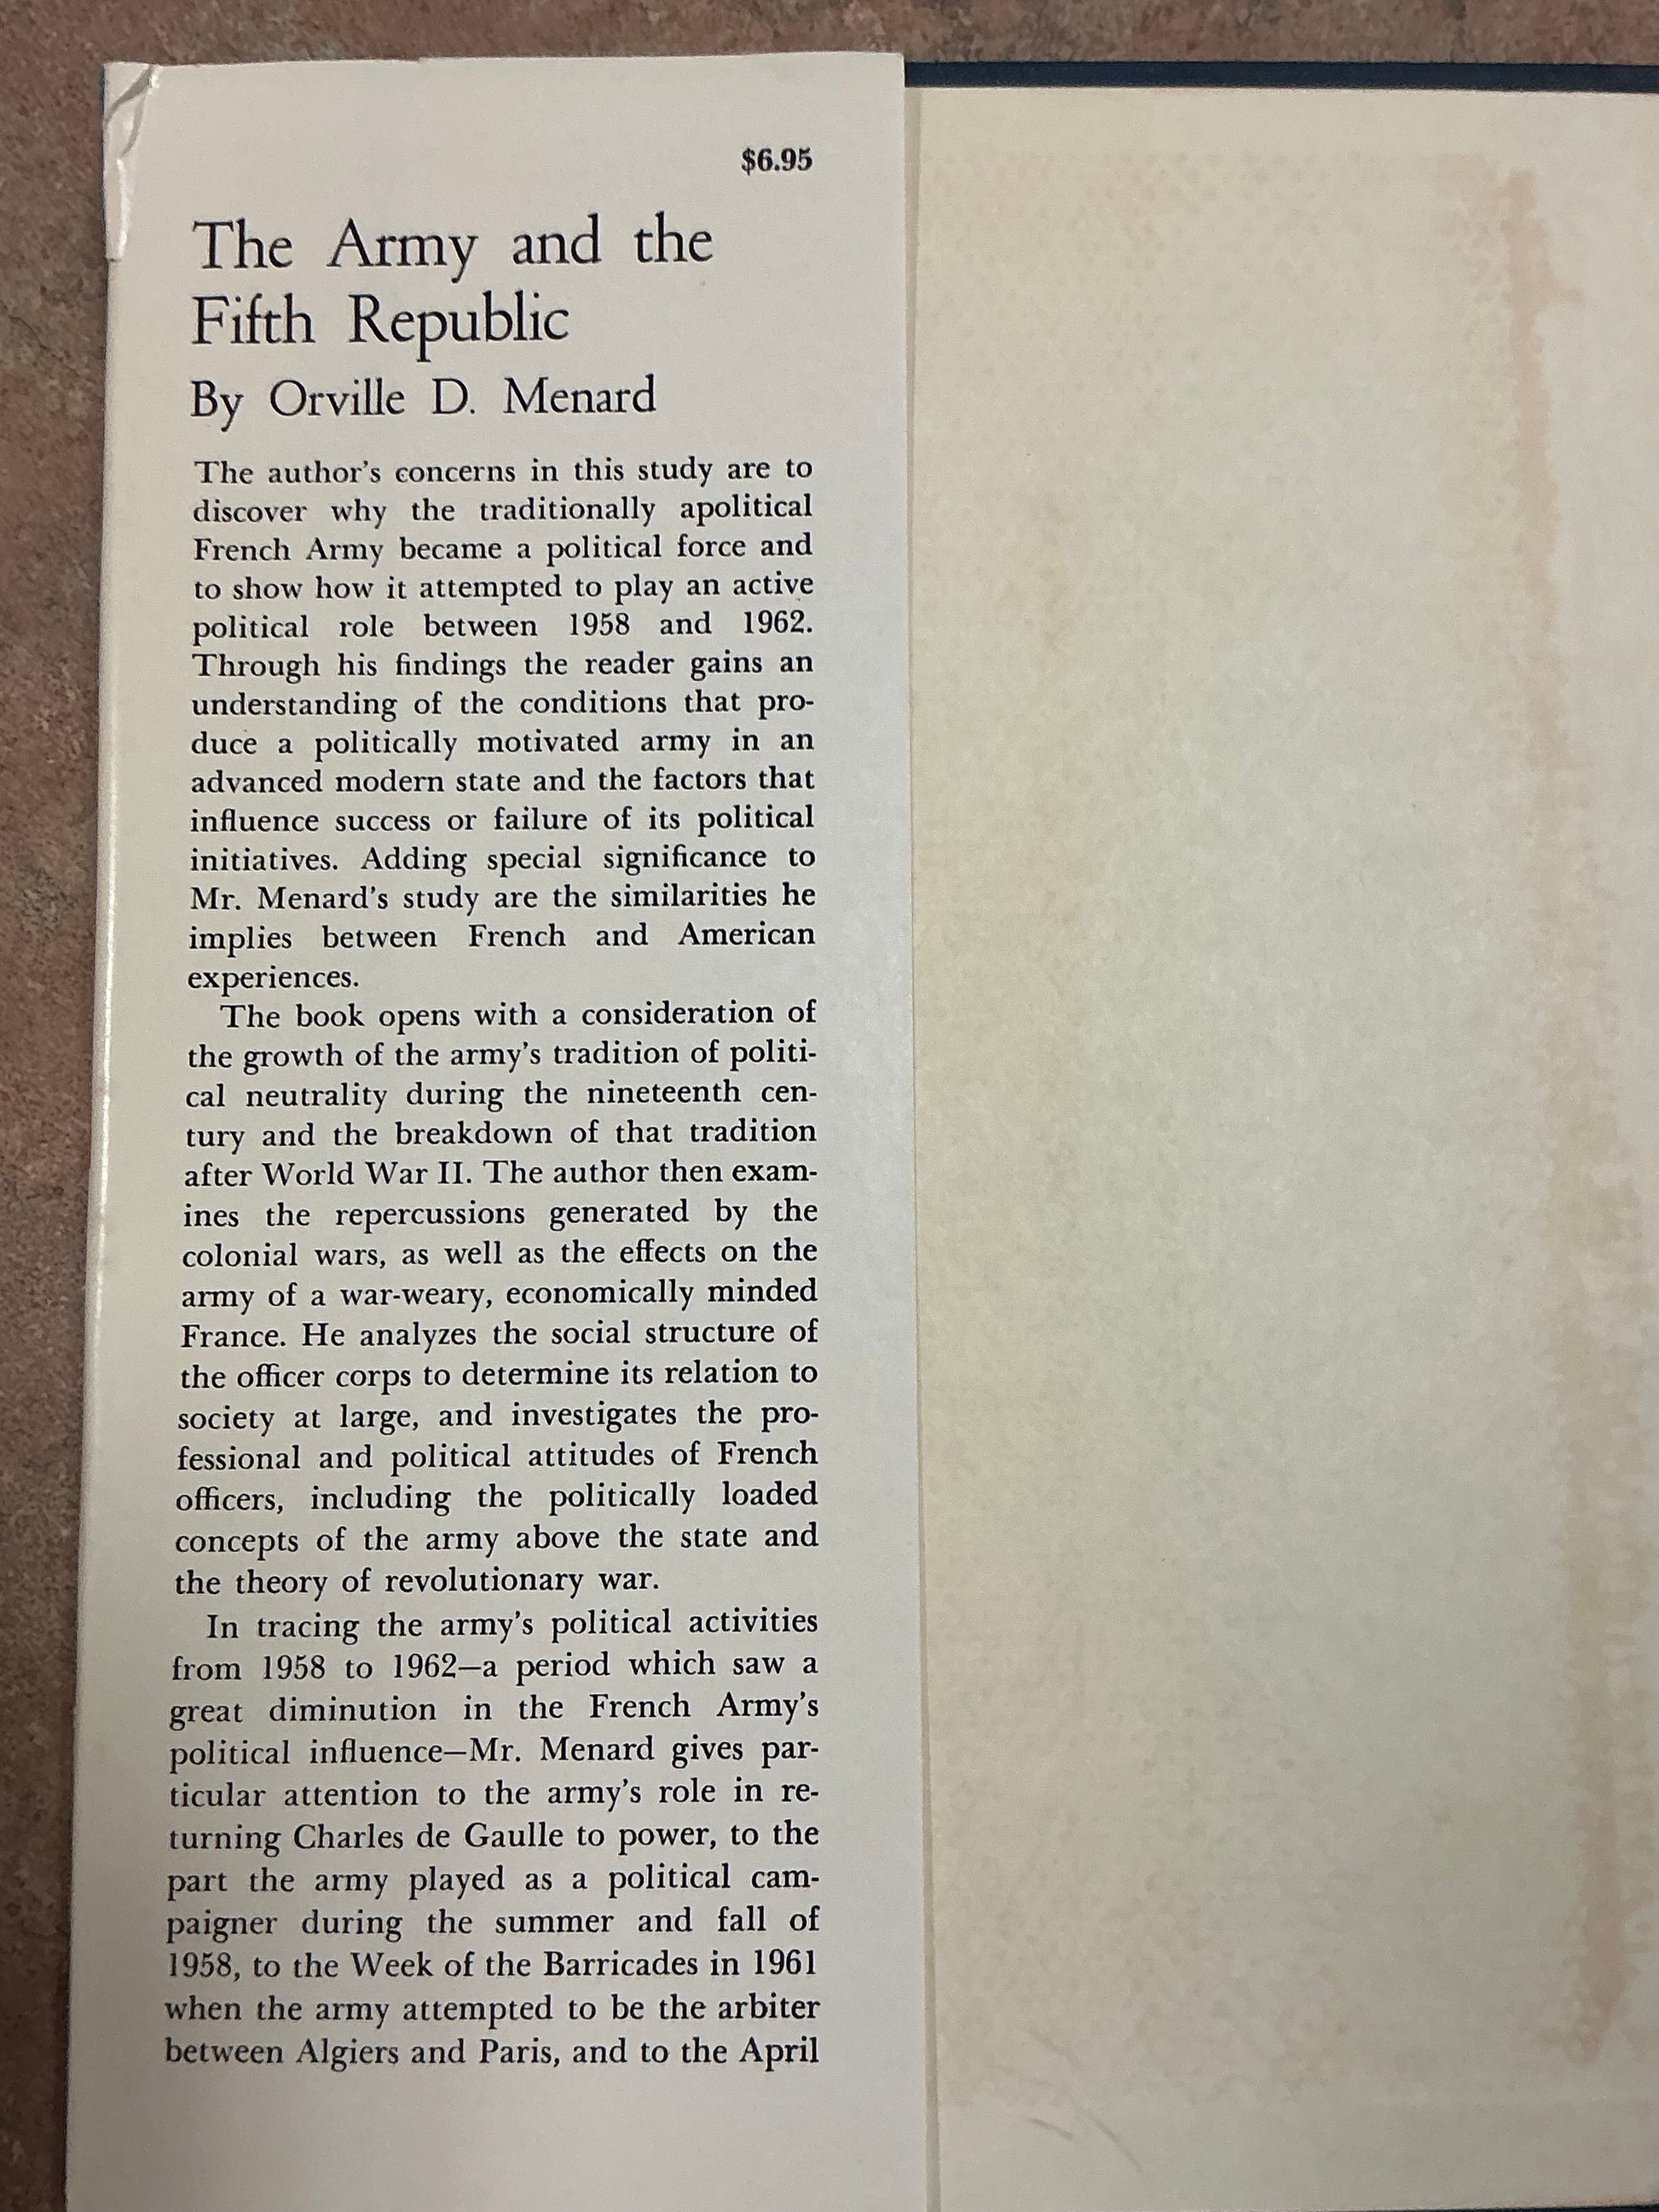 $6.95
The Army and the
Fifth Republic
By Orville D. Menard
The author's concerns in this study are to
discover why the traditionally apolitical
French Army became a political force and
to show how it attempted to play an active
political role between 1958 and 1962.
Through his findings the reader gains an
understanding of the conditions that pro-
duce a politically motivated army in an
advanced modern state and the factors that
influence success or failure of its political
initiatives. Adding special significance to
Mr. Menard's study are the similarities he
implies between French and American
experiences.
The book opens with a consideration of
the growth of the army's tradition of politi-
cal neutrality during the nineteenth cen-
tury and the breakdown of that tradition
after World War II. The author then exam-
ines the repercussions generated by the
colonial wars, as well as the effects on the
army of a war-weary, economically minded
France. He analyzes the social structure of
the officer corps to determine its relation to
society at large, and investigates the pro-
fessional and political attitudes of French
officers, including the politically loaded
concepts of the army above the state and
the theory of revolutionary war.
In tracing the army's political activities
from 1958 to 1962—a period which saw a
great diminution in the French Army's
political influence—Mr. Menard gives par-
ticular attention to the army's role in re-
turning Charles de Gaulle to power, to the
part the army played as a political cam-
paigner during the summer and fall of
1958, to the Week of the Barricades in 1961
when the army attempted to be the arbiter
between Algiers and Paris, and to the April